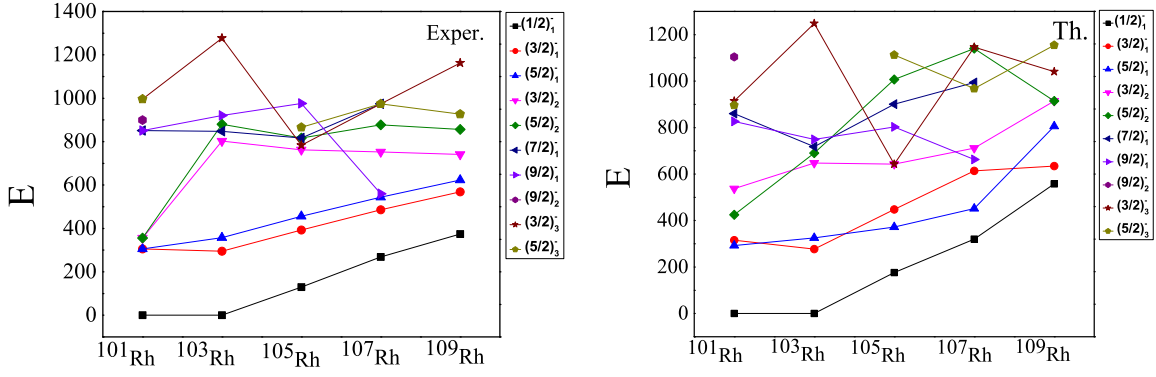 1400
1200
1000
800
600
400
200
0
E
Exper.
¹⁰¹Rh
¹⁰³Rh
¹⁰⁵Rh
¹⁰⁷Rh
¹⁰⁹Rh
(1/2)⁻₁
(3/2)⁻₁
(5/2)⁻₁
(3/2)⁻₂
(5/2)⁻₂
(7/2)⁻₁
(9/2)⁻₁
(9/2)⁻₂
(3/2)⁻₃
(5/2)⁻₃
1200
1000
800
600
400
200
0
E
Th.
¹⁰¹Rh
¹⁰³Rh
¹⁰⁵Rh
¹⁰⁷Rh
¹⁰⁹Rh
(1/2)⁻₁
(3/2)⁻₁
(5/2)⁻₁
(3/2)⁻₂
(5/2)⁻₂
(7/2)⁻₁
(9/2)⁻₁
(9/2)⁻₂
(3/2)⁻₃
(5/2)⁻₃